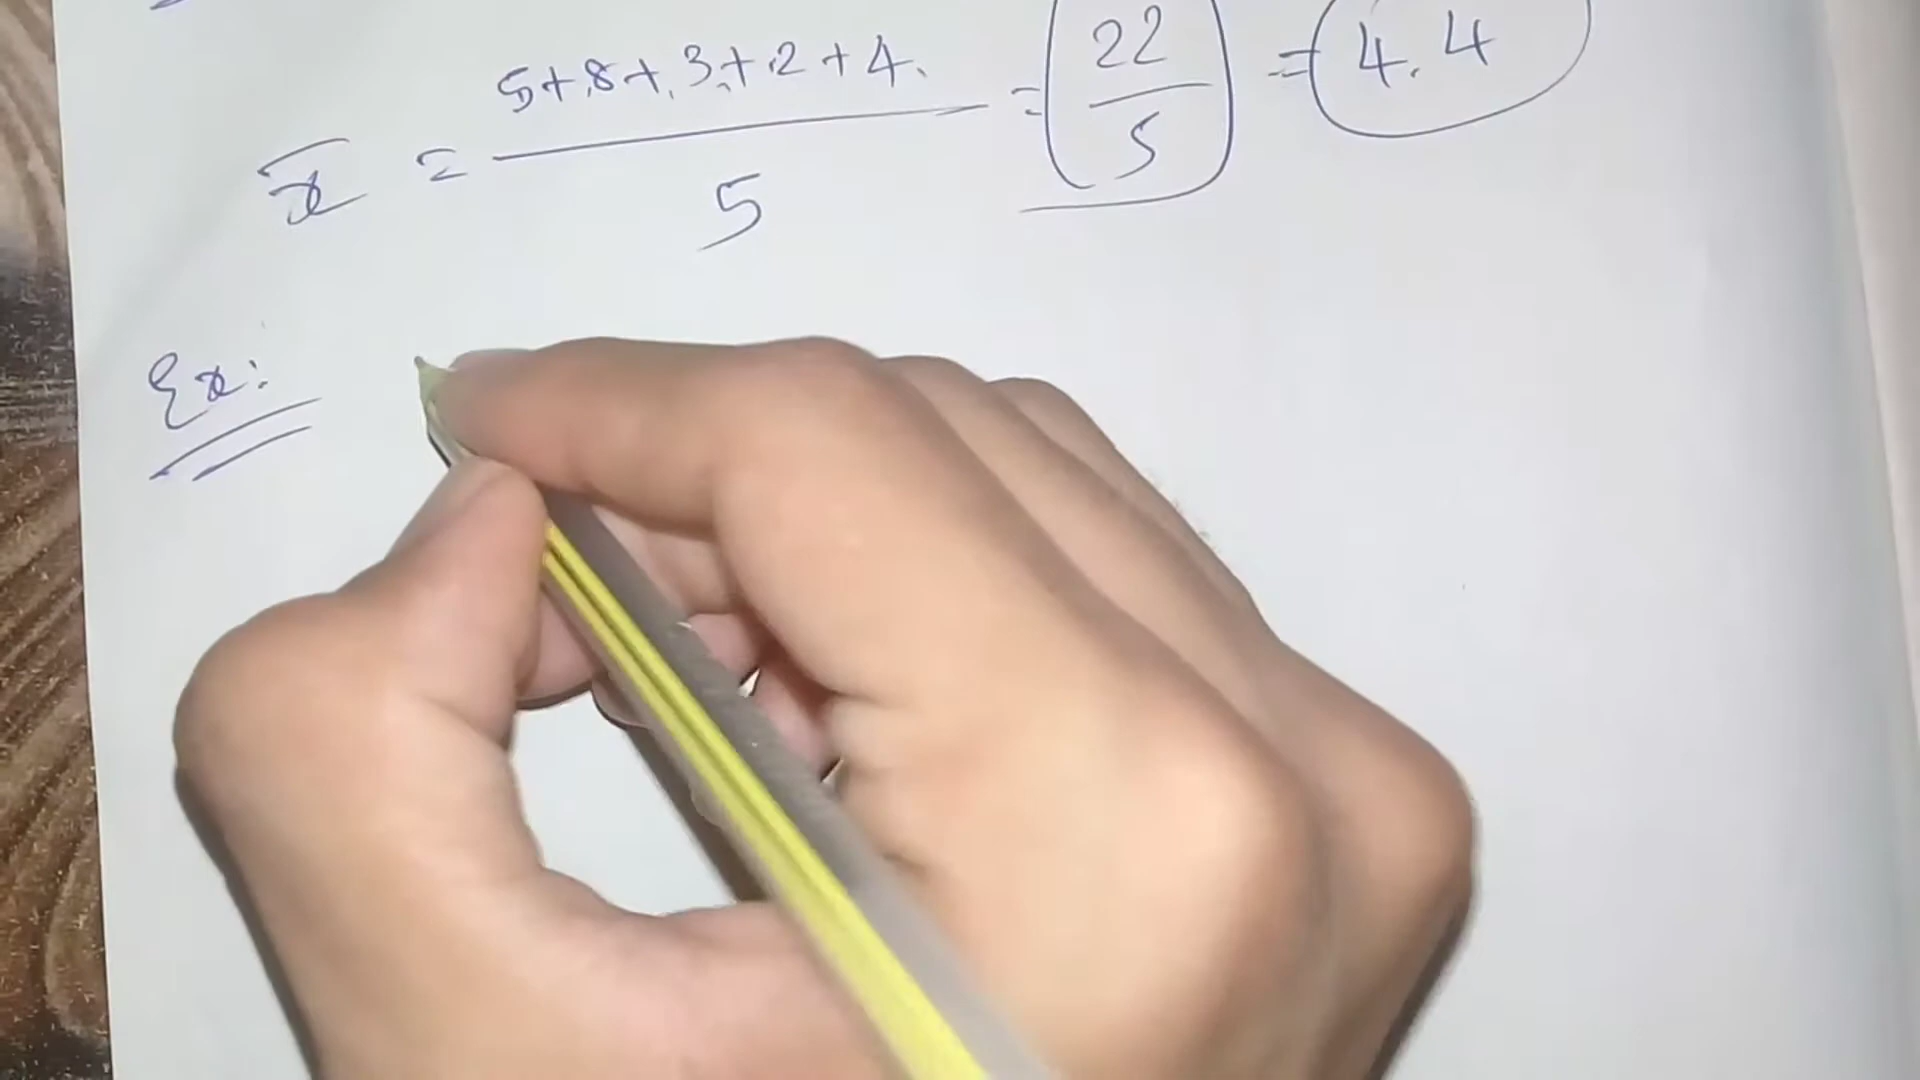 x̄ = 5+8+3+2+4 / 5 = 22 / 5 = 4.4
Ex: